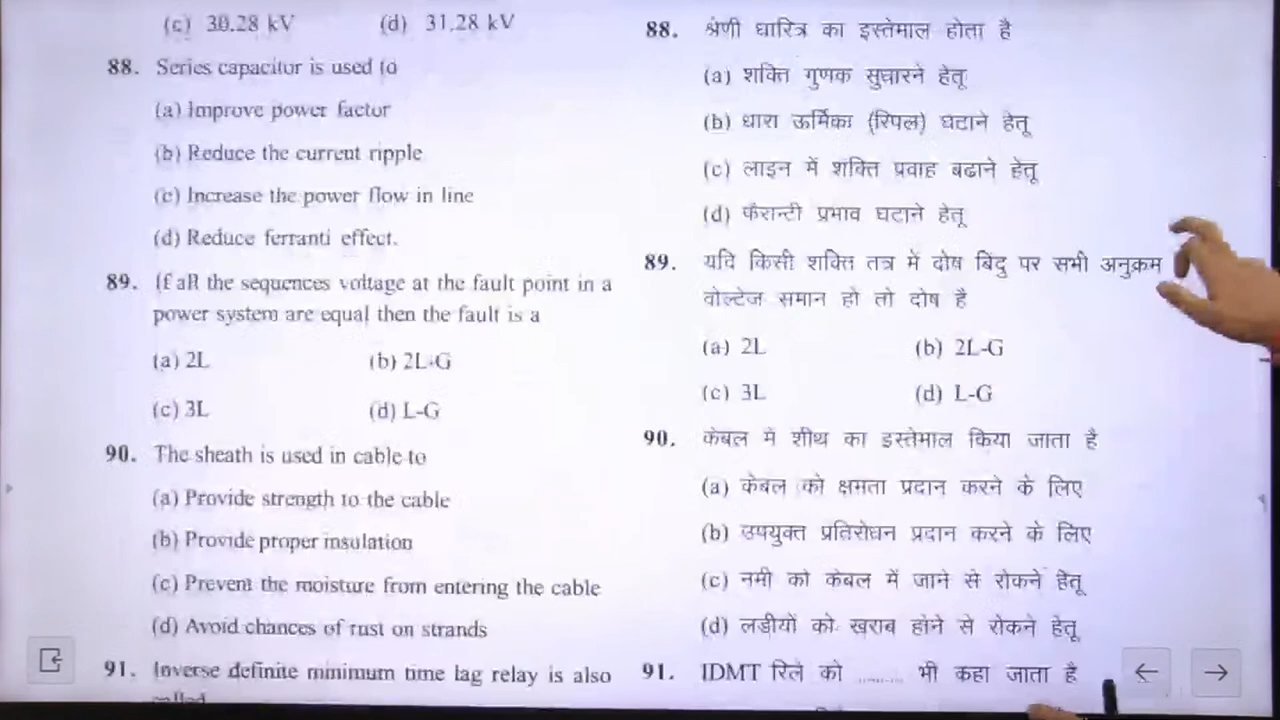 (c) 30.28 kV (d) 31.28 kV
88. Series capacitor is used to
(a) Improve power factor
(b) Reduce the current ripple
(c) Increase the power flow in line
(d) Reduce ferranti effect.
89. If all the sequences voltage at the fault point in a
power system are equal then the fault is a
(a) 2L (b) 2L-G
(c) 3L (d) L-G
90. The sheath is used in cable to
(a) Provide strength to the cable
(b) Provide proper insulation
(c) Prevent the moisture from entering the cable
(d) Avoid chances of rust on strands
91. Inverse definite minimum time lag relay is also
88. श्रेणी धारित्र का इस्तेमाल होता है
(a) शक्ति गुणक सुधारने हेतू
(b) धारा ऊर्मिका (रिपल) घटाने हेतू
(c) लाइन में शक्ति प्रवाह बढाने हेतू
(d) फैरान्टी प्रभाव घटाने हेतू
89. यदि किसी शक्ति तंत्र में दोष बिंदु पर सभी अनुक्रम
वोल्टेज समान हो तो दोष है
(a) 2L (b) 2L-G
(c) 3L (d) L-G
90. केबल में शीथ का इस्तेमाल किया जाता है
(a) केबल को क्षमता प्रदान करने के लिए
(b) उपयुक्त प्रतिरोधन प्रदान करने के लिए
(c) नमी को केबल में जाने से रोकने हेतू
(d) लडीयों को खराब होने से रोकने हेतू
91. IDMT रिले को ......... भी कहा जाता है